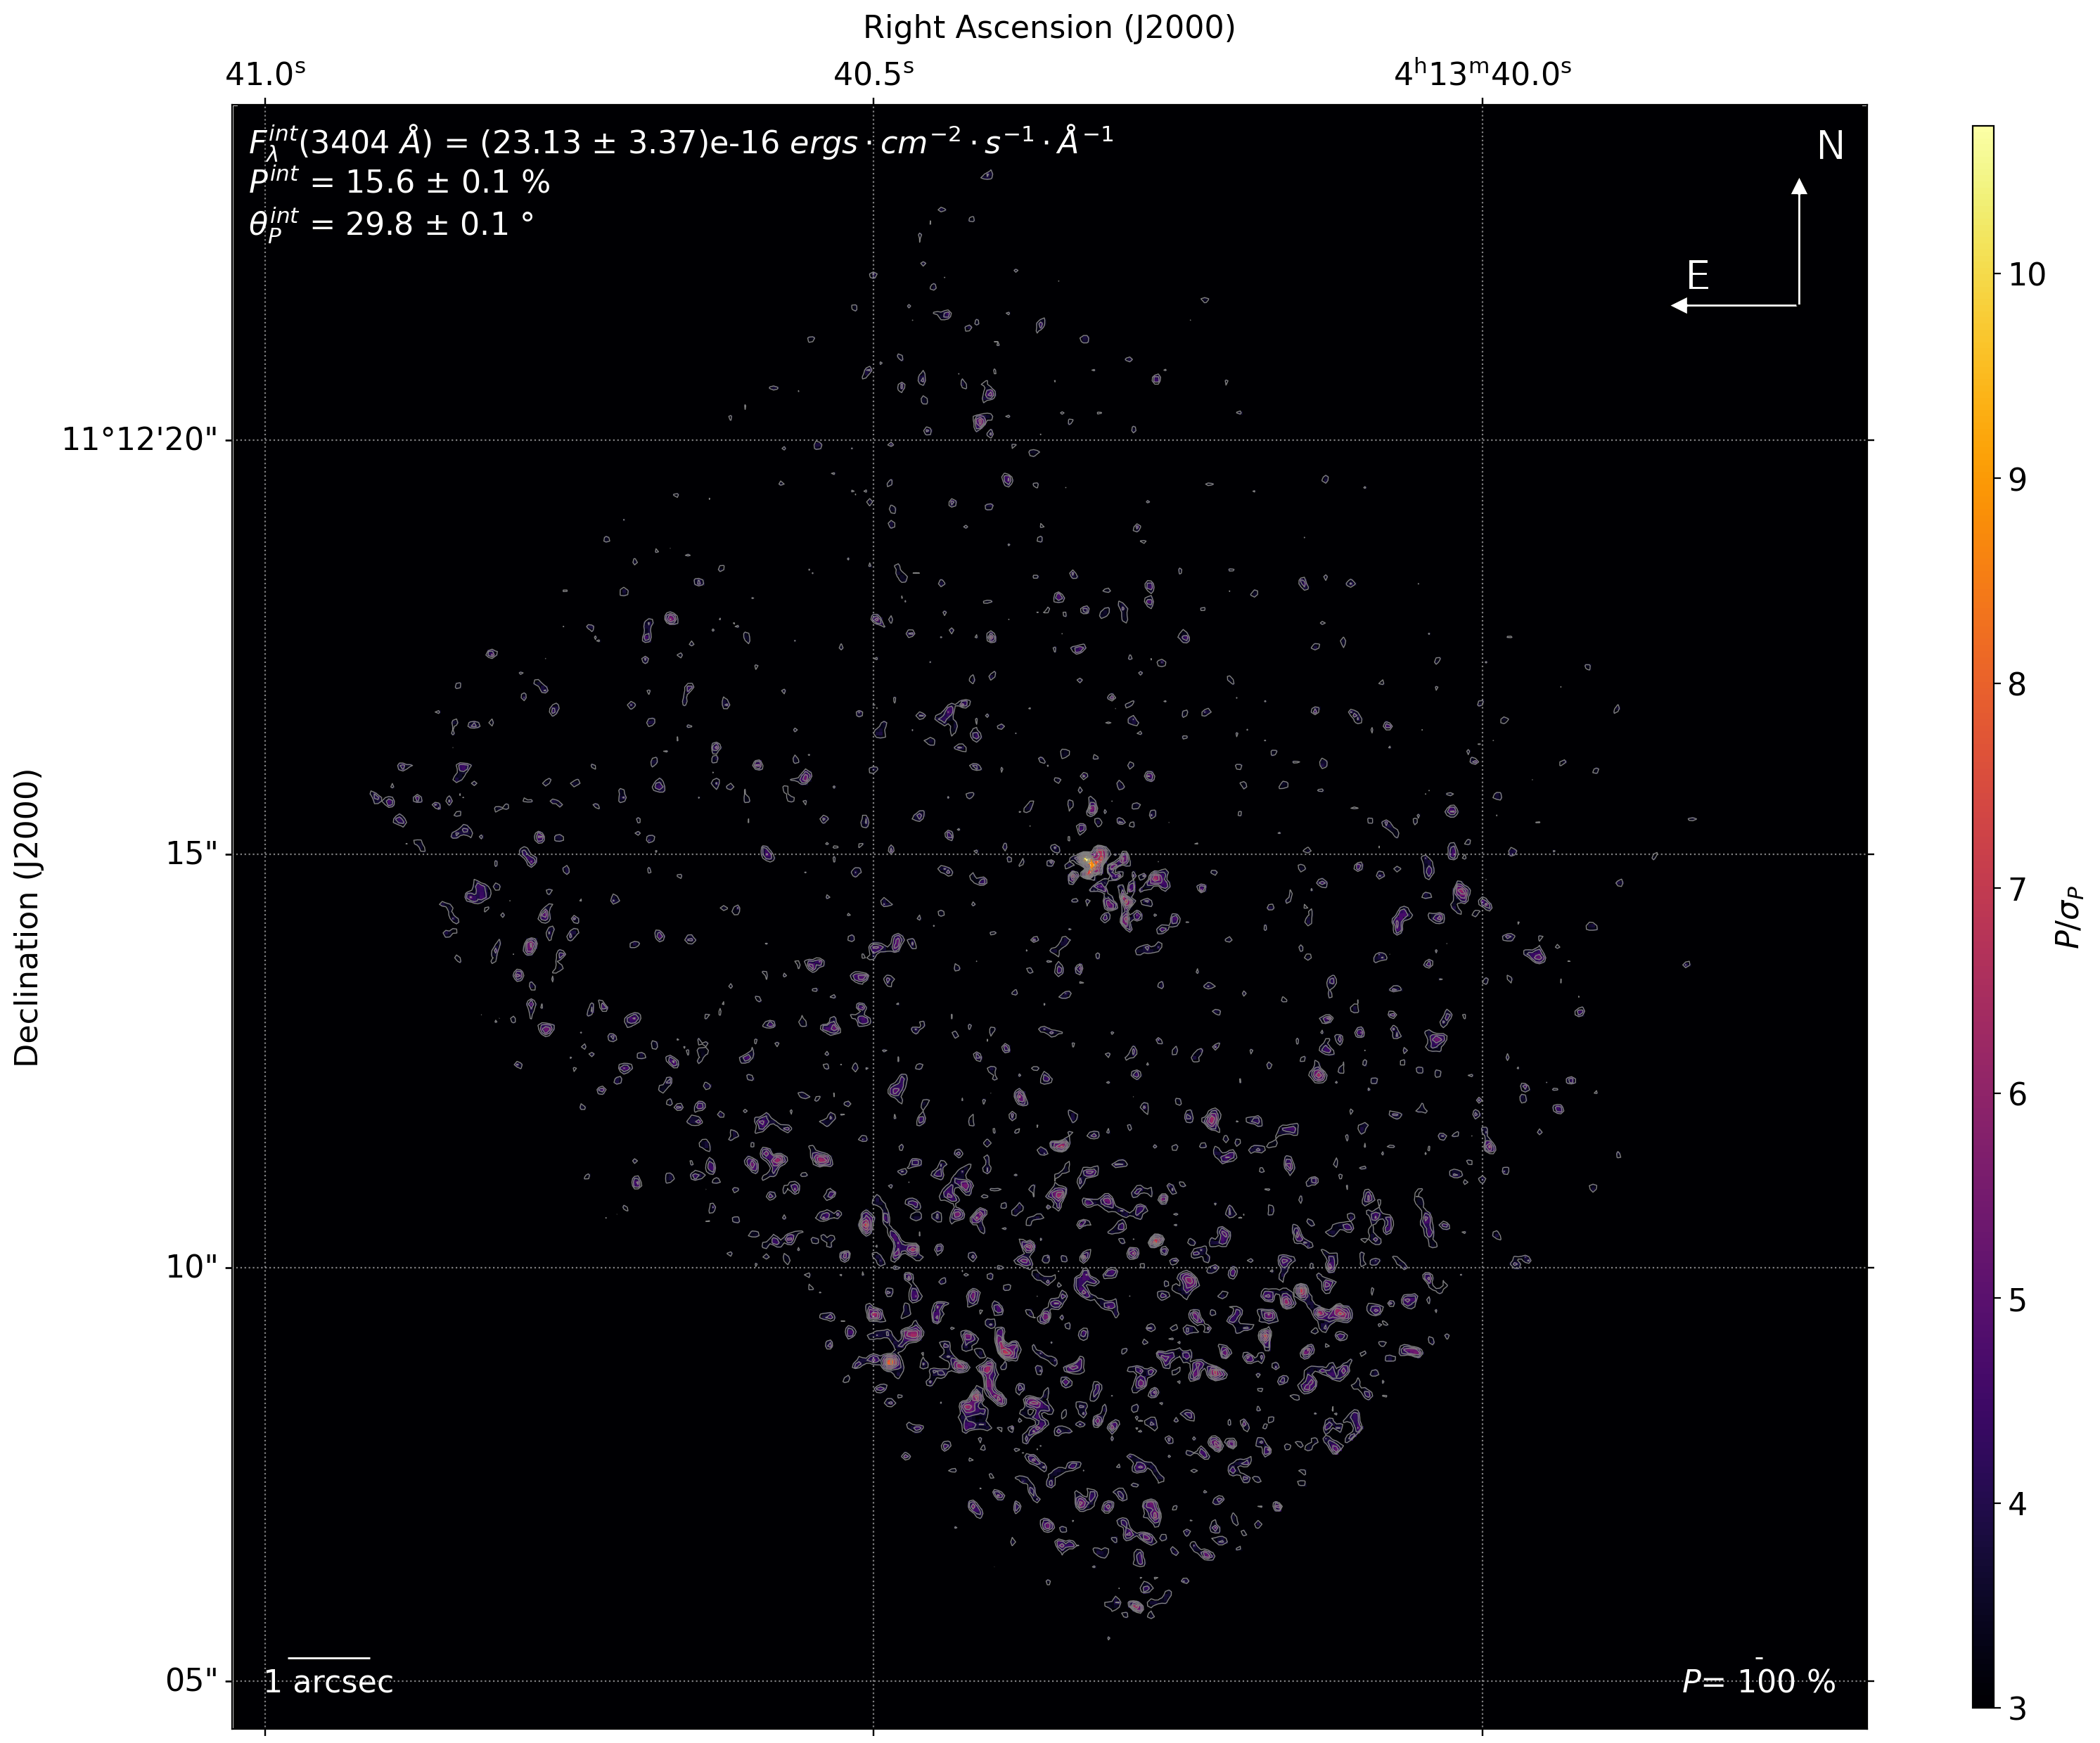 Right Ascension (J2000)
41.0ˢ 40.5ˢ 4ʰ13ᵐ40.0ˢ
F_λ^int(3404 Å) = (23.13 ± 3.37)e-16 ergs · cm⁻² · s⁻¹ · Å⁻¹
P^int = 15.6 ± 0.1 %
θ_P^int = 29.8 ± 0.1 °
N
E
11°12'20"
15"
10"
05"
Declination (J2000)
1 arcsec
P= 100 %
10
9
8
7
6
5
4
3
P/σ_P